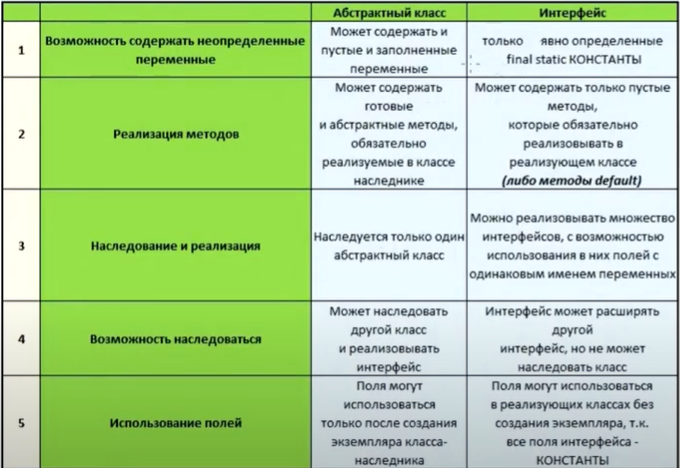 Абстрактный класс
Интерфейс
1
Возможность содержать неопределенные
переменные
Может содержать и
пустые и заполненные
переменные
только явно определенные
final static КОНСТАНТЫ
2
Реализация методов
Может содержать
готовые
и абстрактные методы,
обязательно
реализуемые в классе
наследнике
Может содержать только пустые
методы,
которые обязательно
реализовывать в
реализующем классе
(либо методы default)
3
Наследование и реализация
Наследуется только один
абстрактный класс
Можно реализовывать множество
интерфейсов, с возможностью
использования в них полей с
одинаковым именем переменных
4
Возможность наследоваться
Может наследовать
другой класс
и реализовывать
интерфейс
Интерфейс может расширять
другой
интерфейс, но не может
наследовать класс
5
Использование полей
Поля могут
использоваться
только после создания
экземпляра класса-
наследника
Поля могут использоваться
в реализующих классах без
создания экземпляра, т.к.
все поля интерфейса -
КОНСТАНТЫ